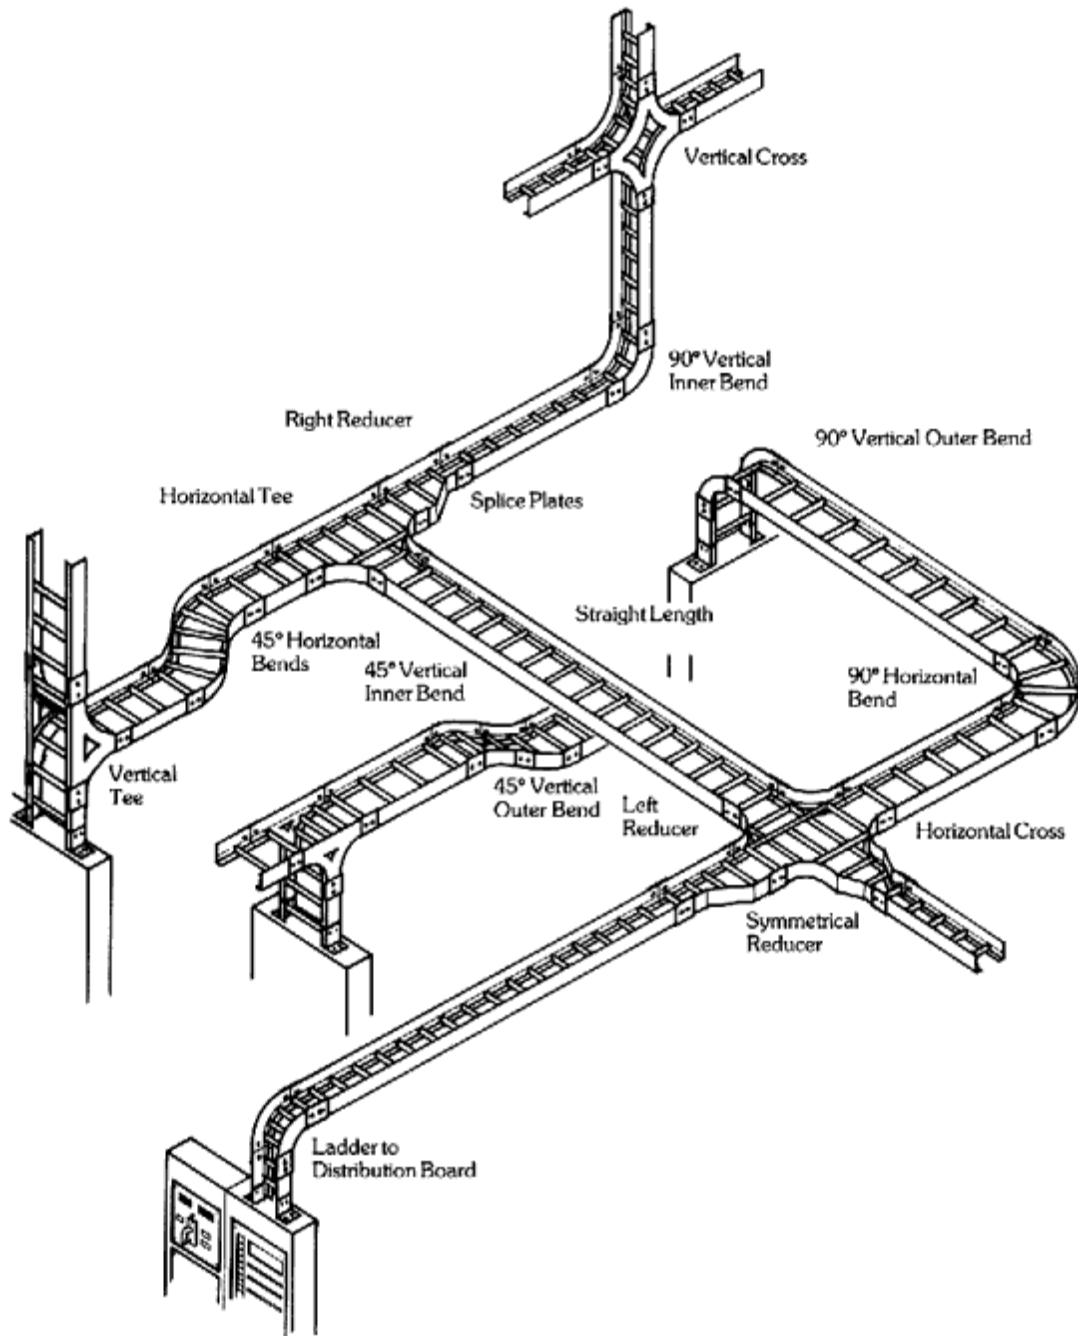 Vertical Cross
90° Vertical
Inner Bend
Right Reducer
90° Vertical Outer Bend
Horizontal Tee
Splice Plates
Straight Length
45° Horizontal
Bends
45° Vertical
Inner Bend
90° Horizontal
Bend
Vertical
Tee
45° Vertical
Outer Bend
Left
Reducer
Horizontal Cross
Symmetrical
Reducer
Ladder to
Distribution Board